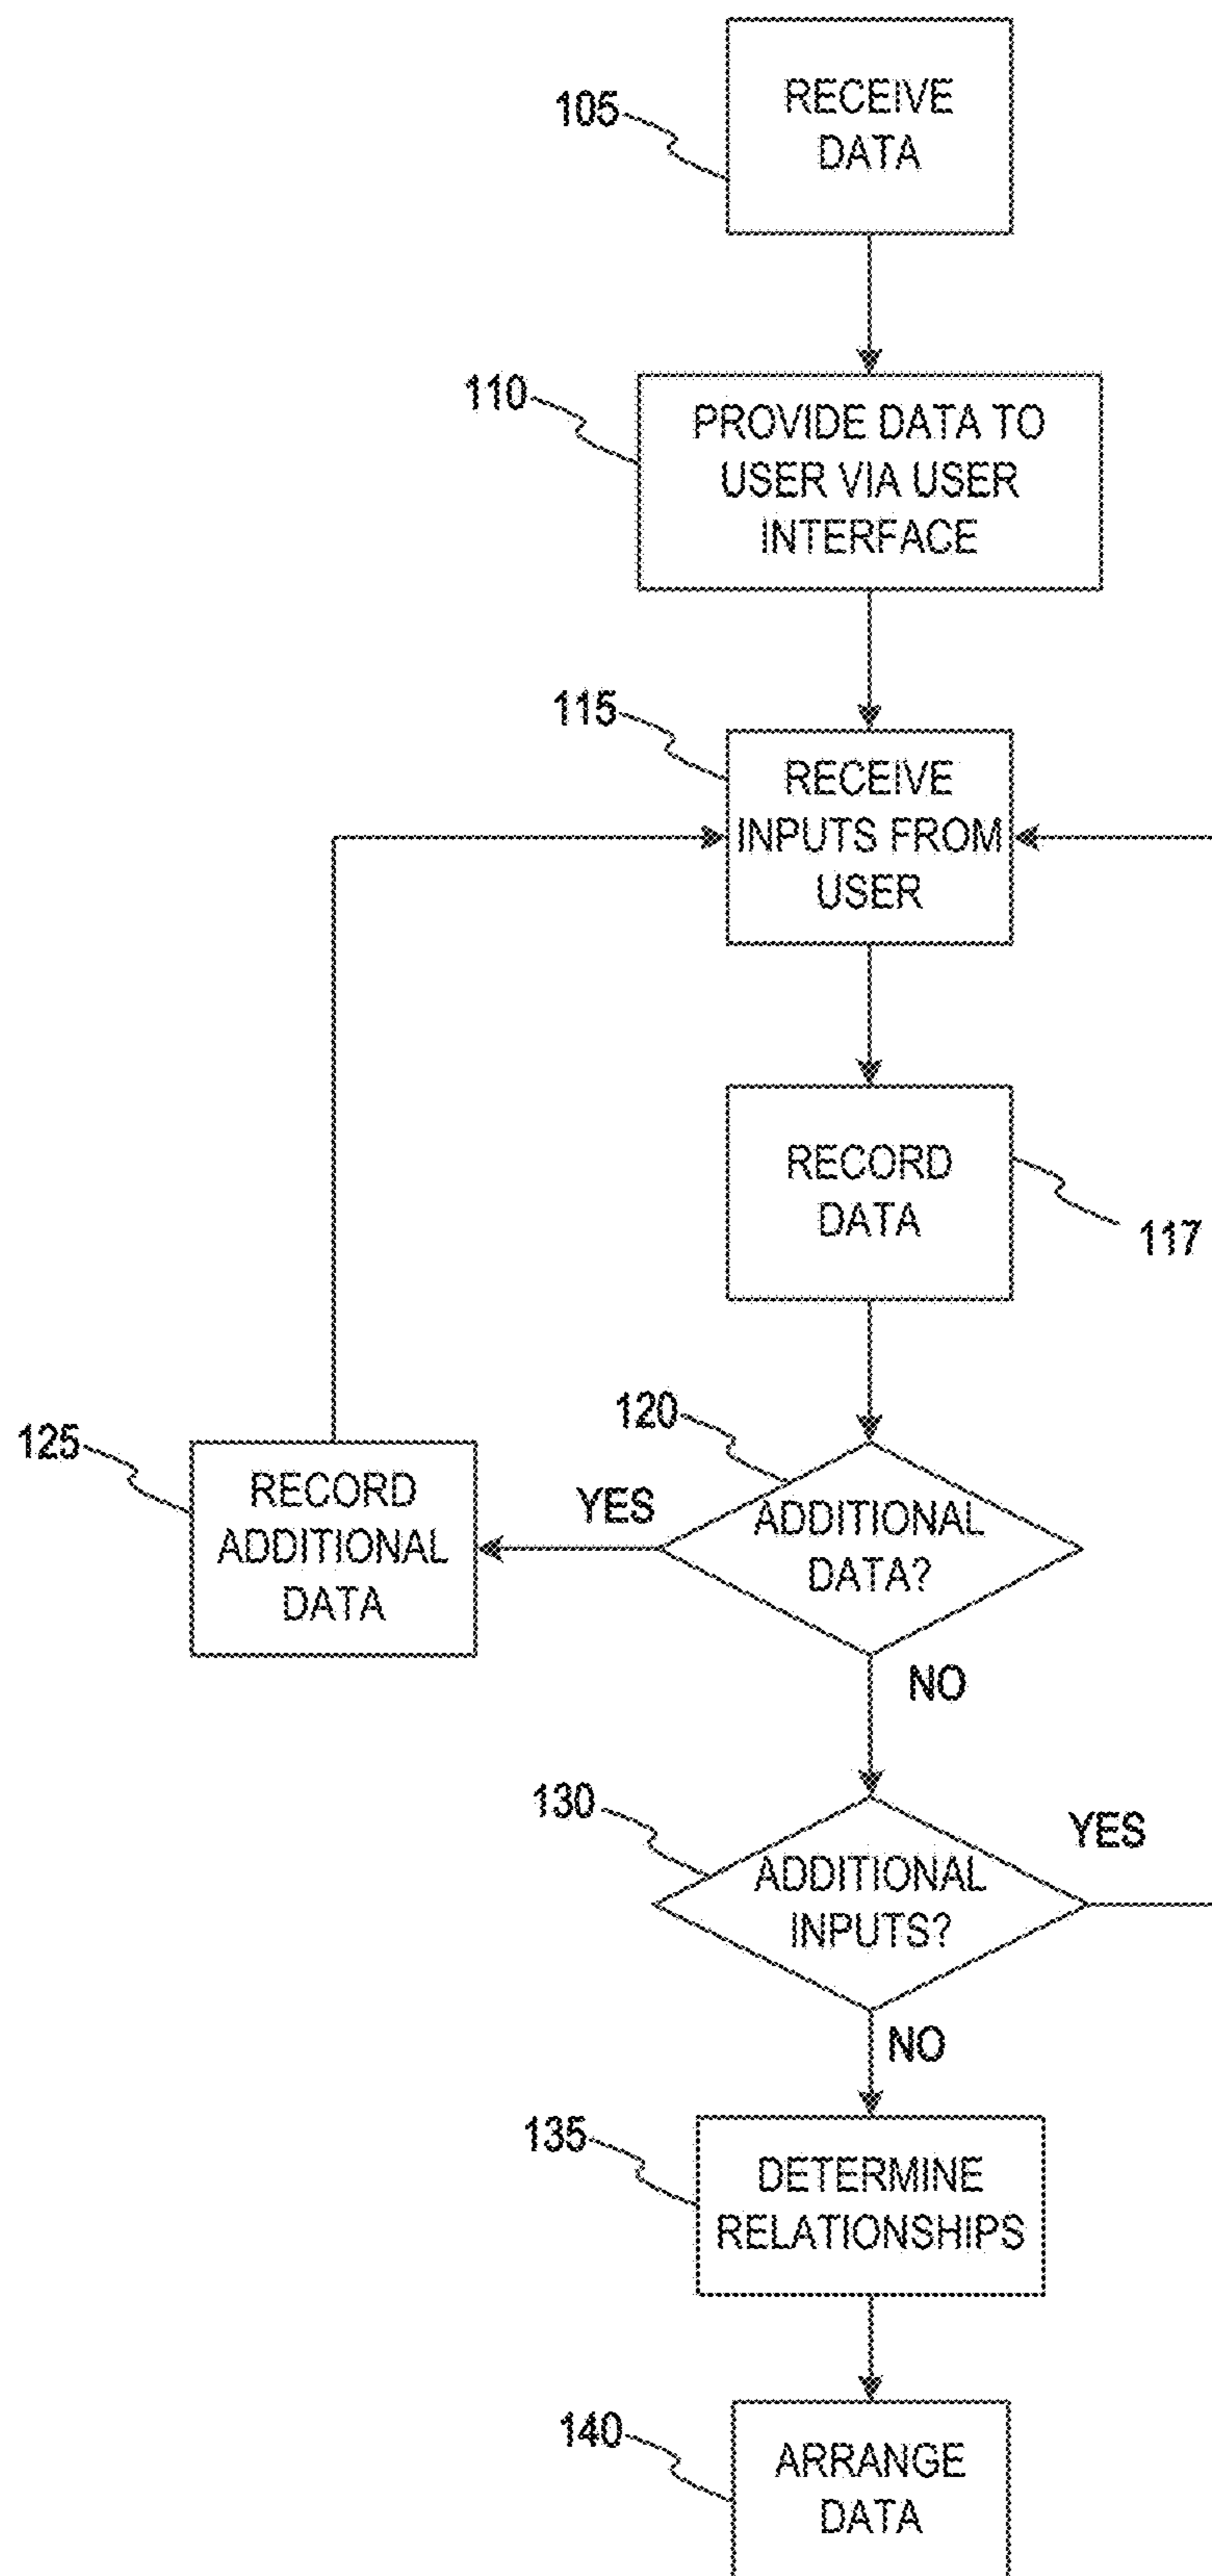 105
RECEIVE
DATA
110
PROVIDE DATA TO
USER VIA USER
INTERFACE
115
RECEIVE
INPUTS FROM
USER
RECORD
DATA
117
120
ADDITIONAL
DATA?
YES
125
RECORD
ADDITIONAL
DATA
NO
130
ADDITIONAL
INPUTS?
YES
NO
135
DETERMINE
RELATIONSHIPS
140
ARRANGE
DATA